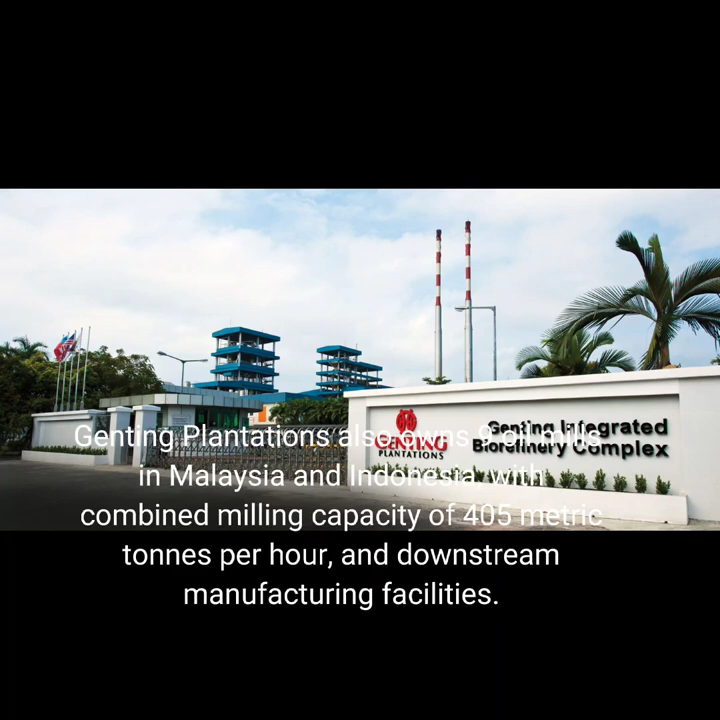 GENTING
PLANTATIONS
Genting Integrated
Biorefinery Complex
Genting Plantations also owns 9 oil mills
in Malaysia and Indonesia, with
combined milling capacity of 405 metric
tonnes per hour, and downstream
manufacturing facilities.